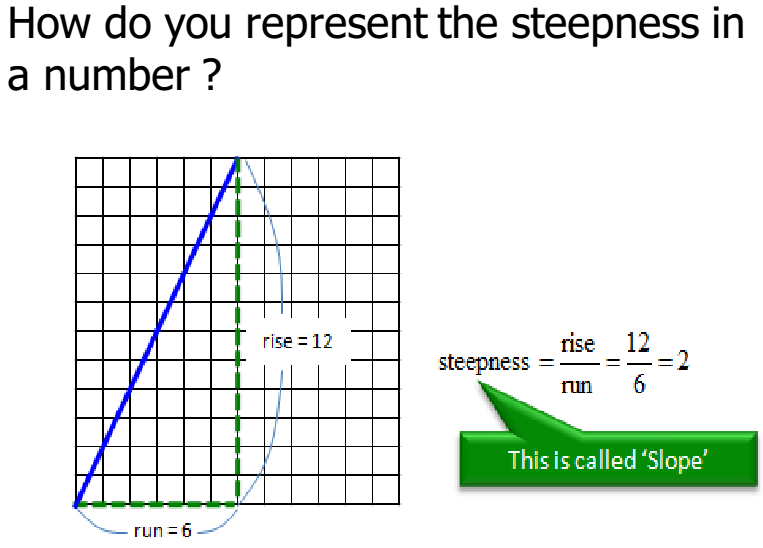 How do you represent the steepness in
a number ?
rise = 12
steepness = rise/run = 12/6 = 2
This is called ‘Slope’
run = 6